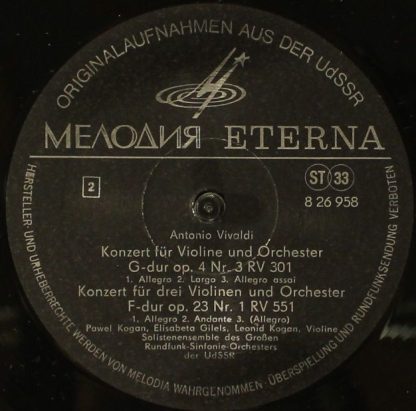 ORIGINALAUFNAHMEN AUS DER UdSSR
МЕЛОДИЯ ETERNA
2
ST 33
8 26 958
Antonio Vivaldi
Konzert für Violine und Orchester
G-dur op. 4 Nr. 3 RV 301
1. Allegro 2. Largo 3. Allegro assai
Konzert für drei Violinen und Orchester
F-dur op. 23 Nr. 1 RV 551
1. Allegro 2. Andante 3. (Allegro)
Pawel Kogan, Elisabeta Gilels, Leonid Kogan, Violine
Solistenensemble des Großen
Rundfunk-Sinfonie-Orchesters
der UdSSR
HERSTELLER- UND URHEBERRECHTE WERDEN VON MELODIA WAHRGENOMMEN · ÜBERSPIELUNG UND RUNDFUNKSENDUNG VERBOTEN